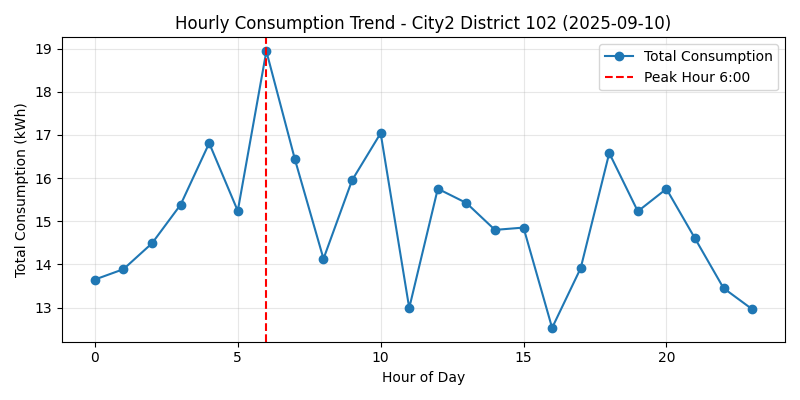 Hourly Consumption Trend - City2 District 102 (2025-09-10)
Total Consumption
Peak Hour 6:00
Total Consumption (kWh)
19
18
17
16
15
14
13
0 5 10 15 20
Hour of Day